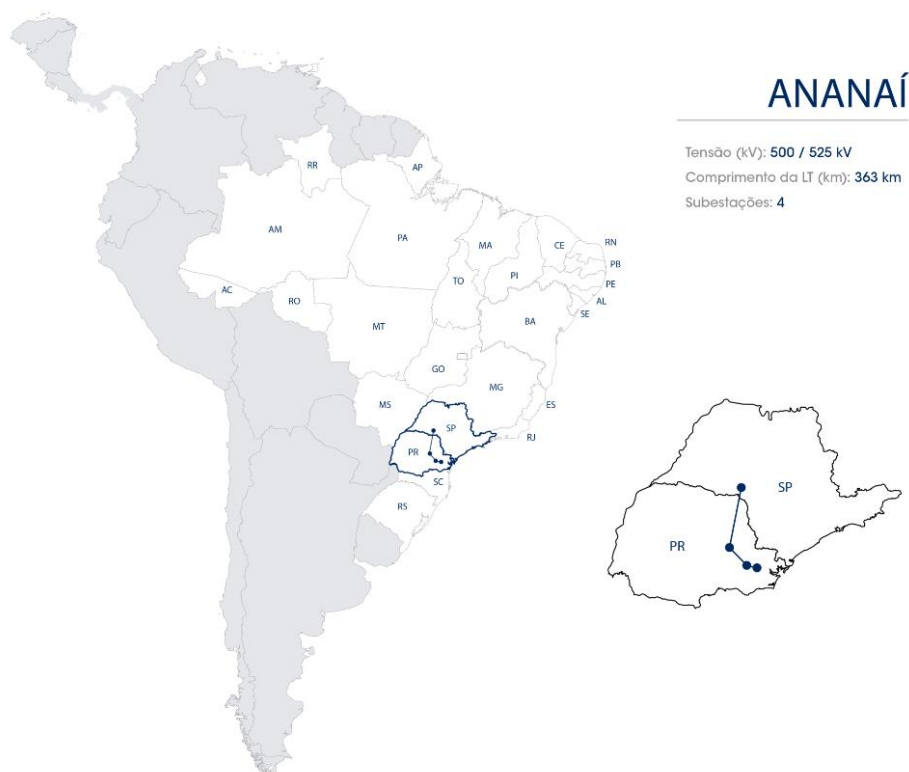 ANANAÍ
Tensão (kV): 500 / 525 kV
Comprimento da LT (km): 363 km
Subestações: 4
RR
AP
AM
PA
MA
CE
RN
PB
PE
AL
SE
PI
TO
AC
RO
MT
BA
GO
MG
ES
MS
SP
RJ
PR
SC
RS
SP
PR